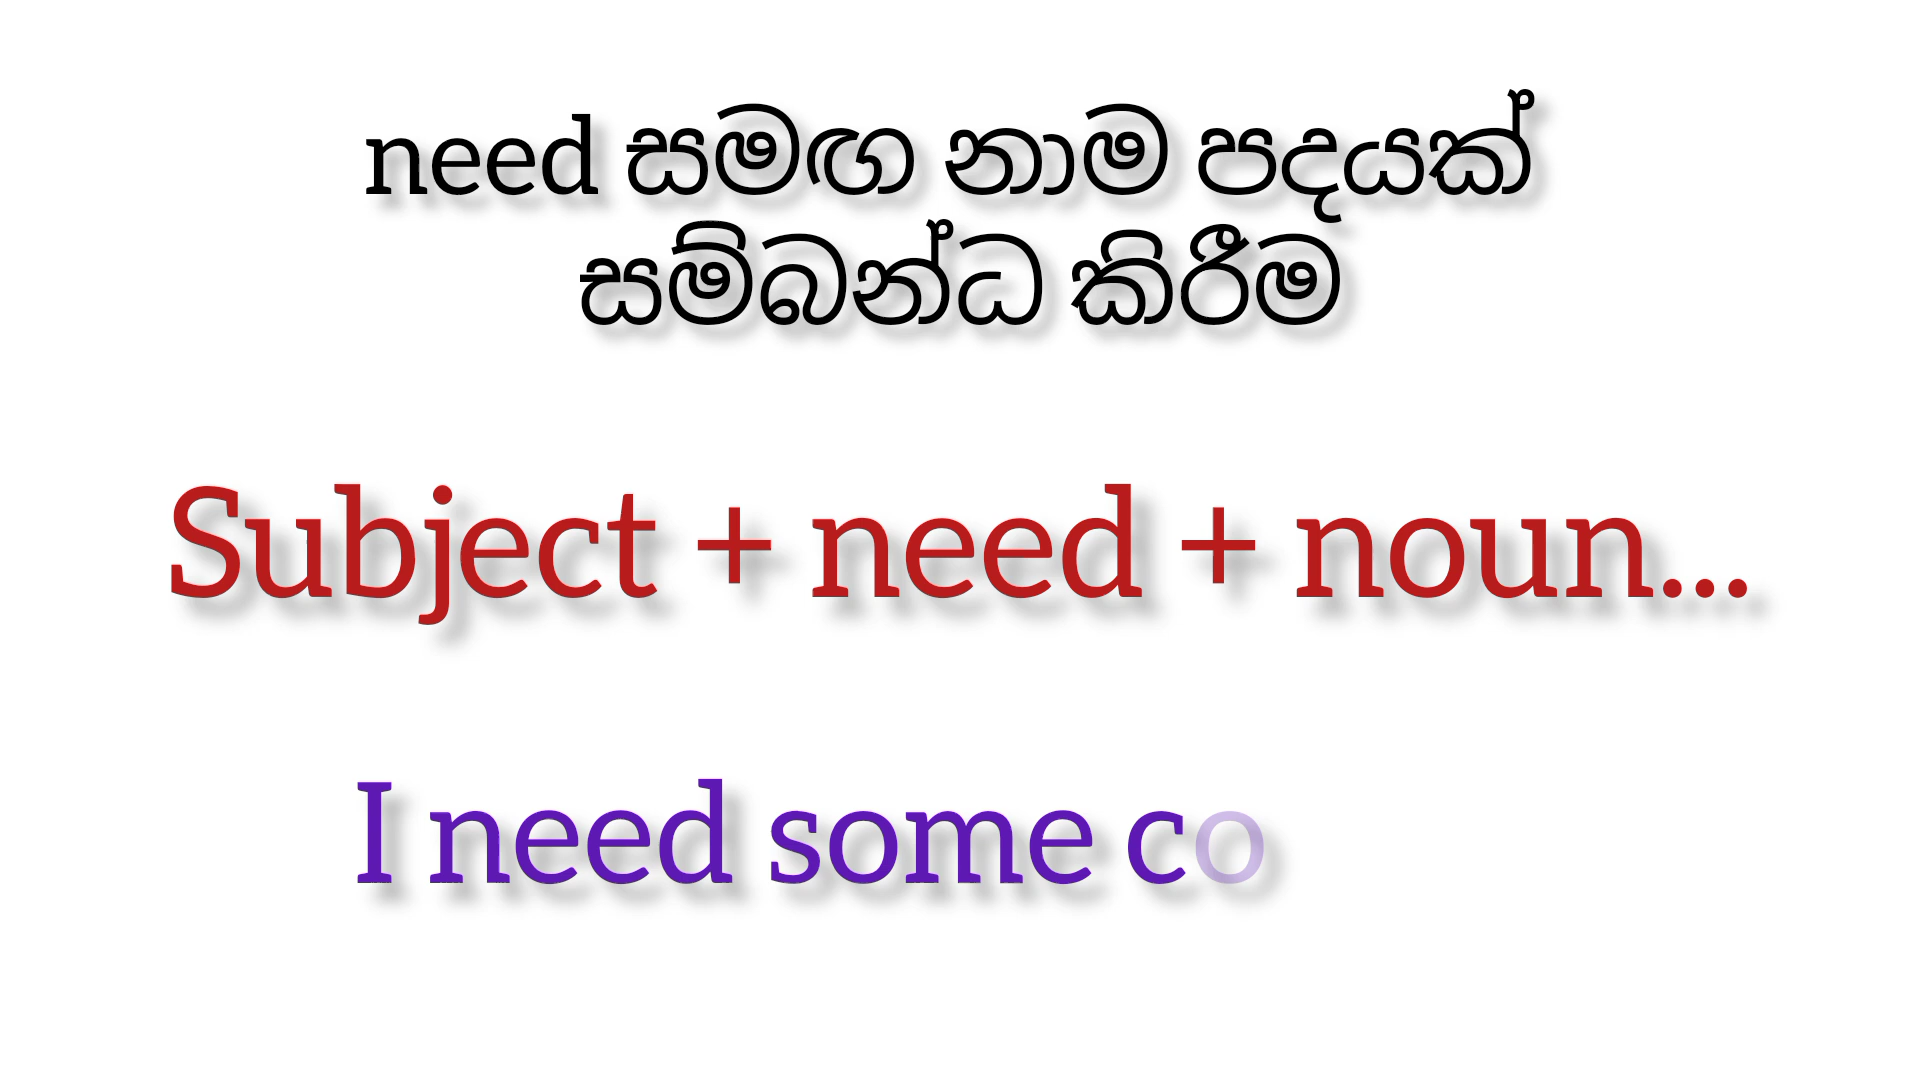 need සමඟ නාම පදයක්
සම්බන්ධ කිරීම
Subject + need + noun...
I need some co